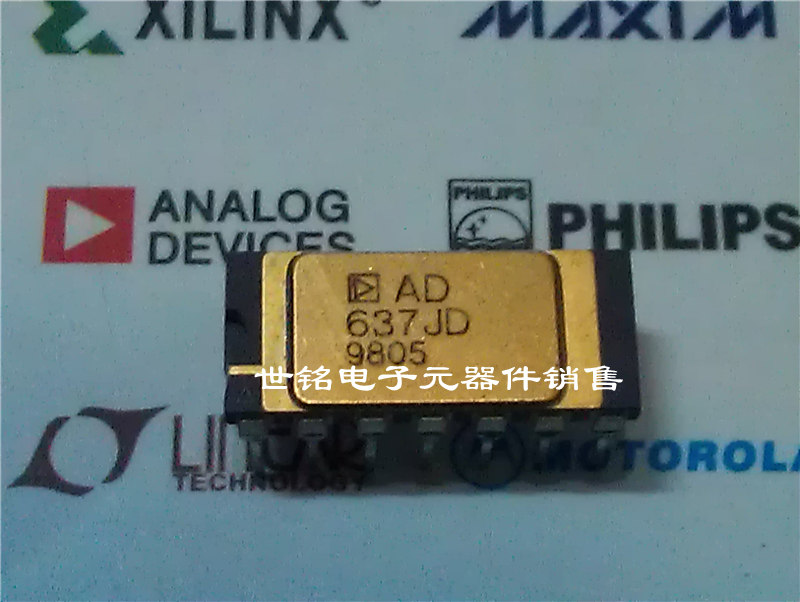 XILINX®
MAXIM
ANALOG
DEVICES
PHILIPS
PHILIPS
AD
637JD
9805
世铭电子元器件销售
TECHNOLOGY
MOTOROLA